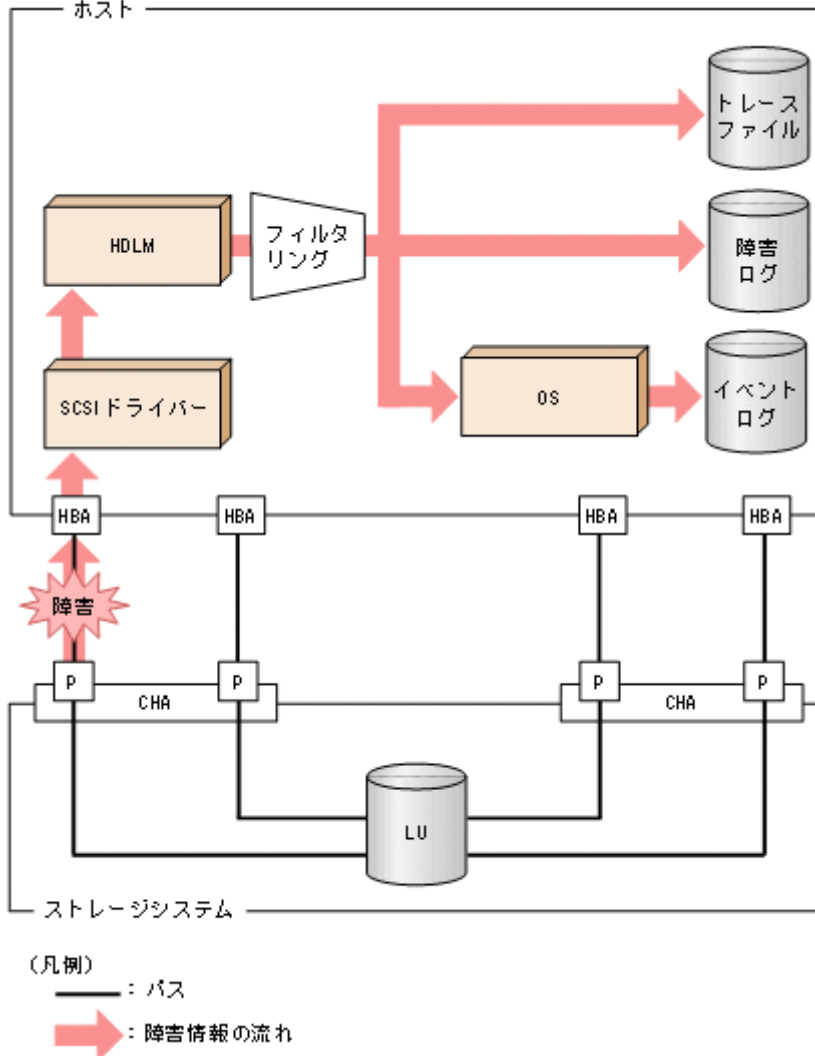 ホスト
トレース
ファイル
HDLM
フィルタ
リング
障害
ログ
SCSIドライバー
OS
イベント
ログ
HBA
HBA
HBA
HBA
障害
P
P
P
P
CHA
CHA
LU
ストレージシステム
(凡例)
:パス
:障害情報の流れ